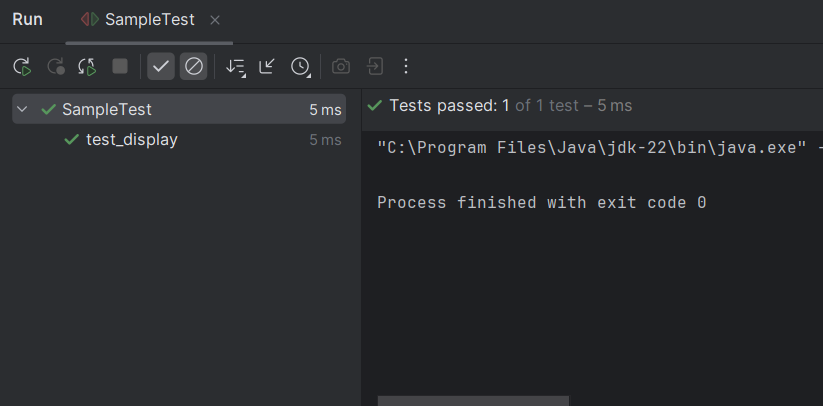 Run SampleTest
SampleTest 5 ms
test_display 5 ms
Tests passed: 1 of 1 test – 5 ms
"C:\Program Files\Java\jdk-22\bin\java.exe" -
Process finished with exit code 0